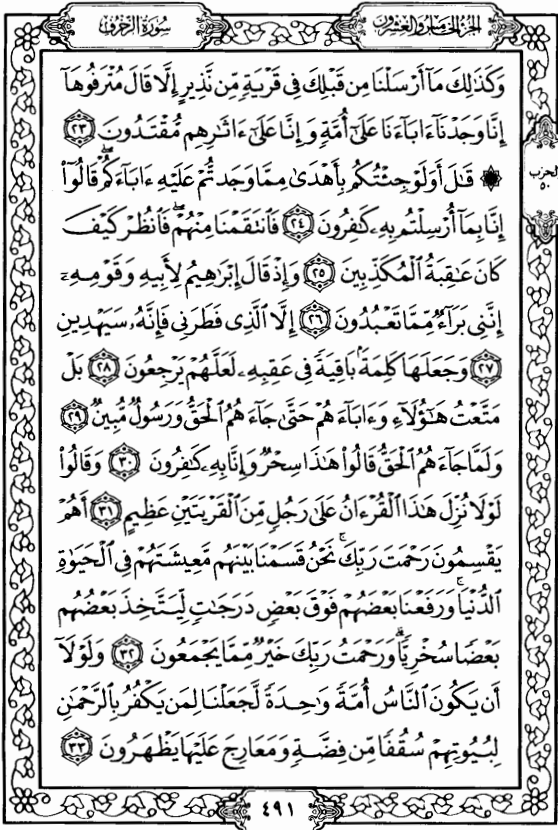 الجزء الخامس والعشرون
سورة الزخرف
وَكَذَٰلِكَ مَآ أَرْسَلْنَا مِن قَبْلِكَ فِى قَرْيَةٍ مِّن نَّذِيرٍ إِلَّا قَالَ مُتْرَفُوهَآ
إِنَّا وَجَدْنَآ ءَابَآءَنَا عَلَىٰٓ أُمَّةٍ وَإِنَّا عَلَىٰٓ ءَاثَـٰرِهِم مُّقْتَدُونَ ٢٣
۞ قَـٰلَ أَوَلَوْ جِئْتُكُم بِأَهْدَىٰ مِمَّا وَجَدتُّمْ عَلَيْهِ ءَابَآءَكُمْ ۖ قَالُوٓا۟
إِنَّا بِمَآ أُرْسِلْتُم بِهِۦ كَـٰفِرُونَ ٢٤ فَٱنتَقَمْنَا مِنْهُمْ ۖ فَٱنظُرْ كَيْفَ
كَانَ عَـٰقِبَةُ ٱلْمُكَذِّبِينَ ٢٥ وَإِذْ قَالَ إِبْرَٰهِيمُ لِأَبِيهِ وَقَوْمِهِۦٓ
إِنَّنِى بَرَآءٌ مِّمَّا تَعْبُدُونَ ٢٦ إِلَّا ٱلَّذِى فَطَرَنِى فَإِنَّهُۥ سَيَهْدِينِ
٢٧ وَجَعَلَهَا كَلِمَةًۢ بَاقِيَةً فِى عَقِبِهِۦ لَعَلَّهُمْ يَرْجِعُونَ ٢٨ بَلْ
مَتَّعْتُ هَـٰٓؤُلَآءِ وَءَابَآءَهُمْ حَتَّىٰ جَآءَهُمُ ٱلْحَقُّ وَرَسُولٌ مُّبِينٌ ٢٩
وَلَمَّا جَآءَهُمُ ٱلْحَقُّ قَالُوا۟ هَـٰذَا سِحْرٌ وَإِنَّا بِهِۦ كَـٰفِرُونَ ٣٠ وَقَالُوا۟
لَوْلَا نُزِّلَ هَـٰذَا ٱلْقُرْءَانُ عَلَىٰ رَجُلٍ مِّنَ ٱلْقَرْيَتَيْنِ عَظِيمٍ ٣١ أَهُمْ
يَقْسِمُونَ رَحْمَتَ رَبِّكَ ۚ نَحْنُ قَسَمْنَا بَيْنَهُم مَّعِيشَتَهُمْ فِى ٱلْحَيَوٰةِ
ٱلدُّنْيَا ۚ وَرَفَعْنَا بَعْضَهُمْ فَوْقَ بَعْضٍ دَرَجَـٰتٍ لِّيَتَّخِذَ بَعْضُهُم
بَعْضًا سُخْرِيًّا ۗ وَرَحْمَتُ رَبِّكَ خَيْرٌ مِّمَّا يَجْمَعُونَ ٣٢ وَلَوْلَآ
أَن يَكُونَ ٱلنَّاسُ أُمَّةً وَٰحِدَةً لَّجَعَلْنَا لِمَن يَكْفُرُ بِٱلرَّحْمَـٰنِ
لِبُيُوتِهِمْ سُقُفًا مِّن فِضَّةٍ وَمَعَارِجَ عَلَيْهَا يَظْهَرُونَ ٣٣
الحزب
٥٠
٤٩١